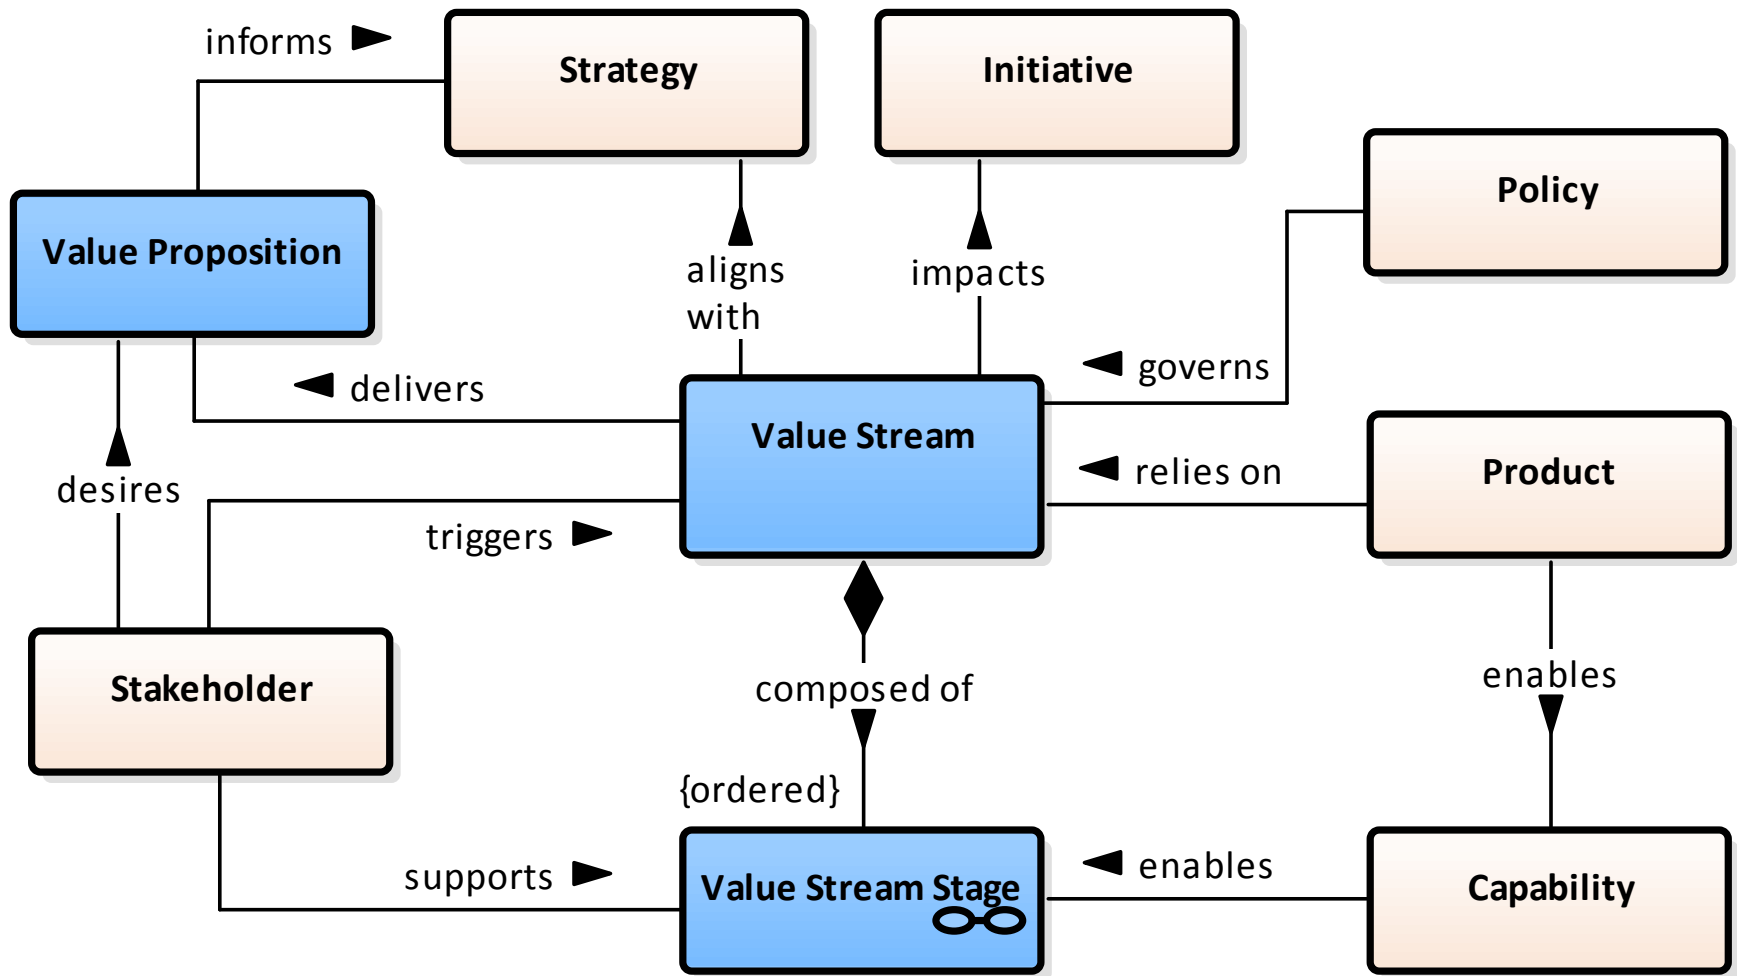 informs
Strategy
Initiative
Policy
Value Proposition
aligns
with
impacts
governs
delivers
Value Stream
relies on
Product
desires
triggers
Stakeholder
composed of
enables
{ordered}
supports
Value Stream Stage
enables
Capability